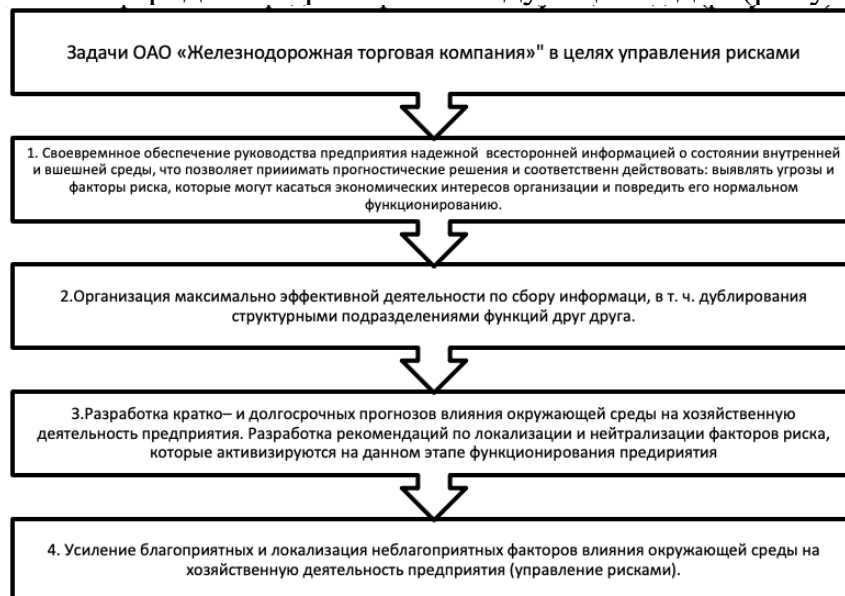 Задачи ОАО «Железнодорожная торговая компания»" в целях управления рисками
1. Своевремнное обеспечение руководства предприятия надежной всесторонней информацией о состоянии внутренней
и вшешней среды, что позволяет прииимать прогностические решения и соответственн действовать: выявлять угрозы и
факторы риска, которые могут касаться экономических интересов организации и повредить его нормальном
функционированию.
2.Организация максимально эффективной деятельности по сбору информаци, в т. ч. дублирования
структурными подразделениями функций друг друга.
3.Разработка кратко– и долгосрочных прогнозов влияния окружающей среды на хозяйственную
деятельность предприятия. Разработка рекомендаций по локализации и нейтрализации факторов риска,
которые активизируются на данном этапе функционирования предириятия
4. Усиление благоприятных и локализация неблагоприятных факторов влияния окружающей среды на
хозяйственную деятельность предприятия (управление рисками).